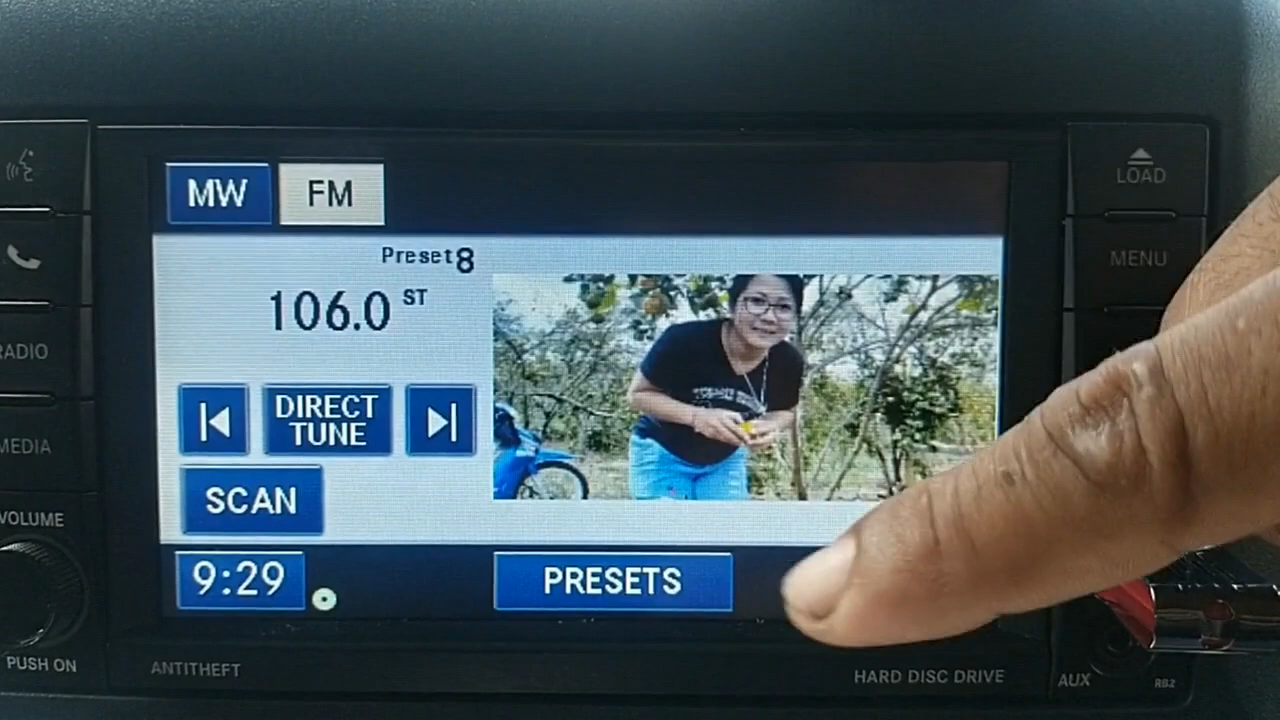 MW
FM
Preset 8
106.0 ST
DIRECT
TUNE
SCAN
9:29
PRESETS
RADIO
MEDIA
VOLUME
PUSH ON
ANTITHEFT
LOAD
MENU
HARD DISC DRIVE
AUX
RB2